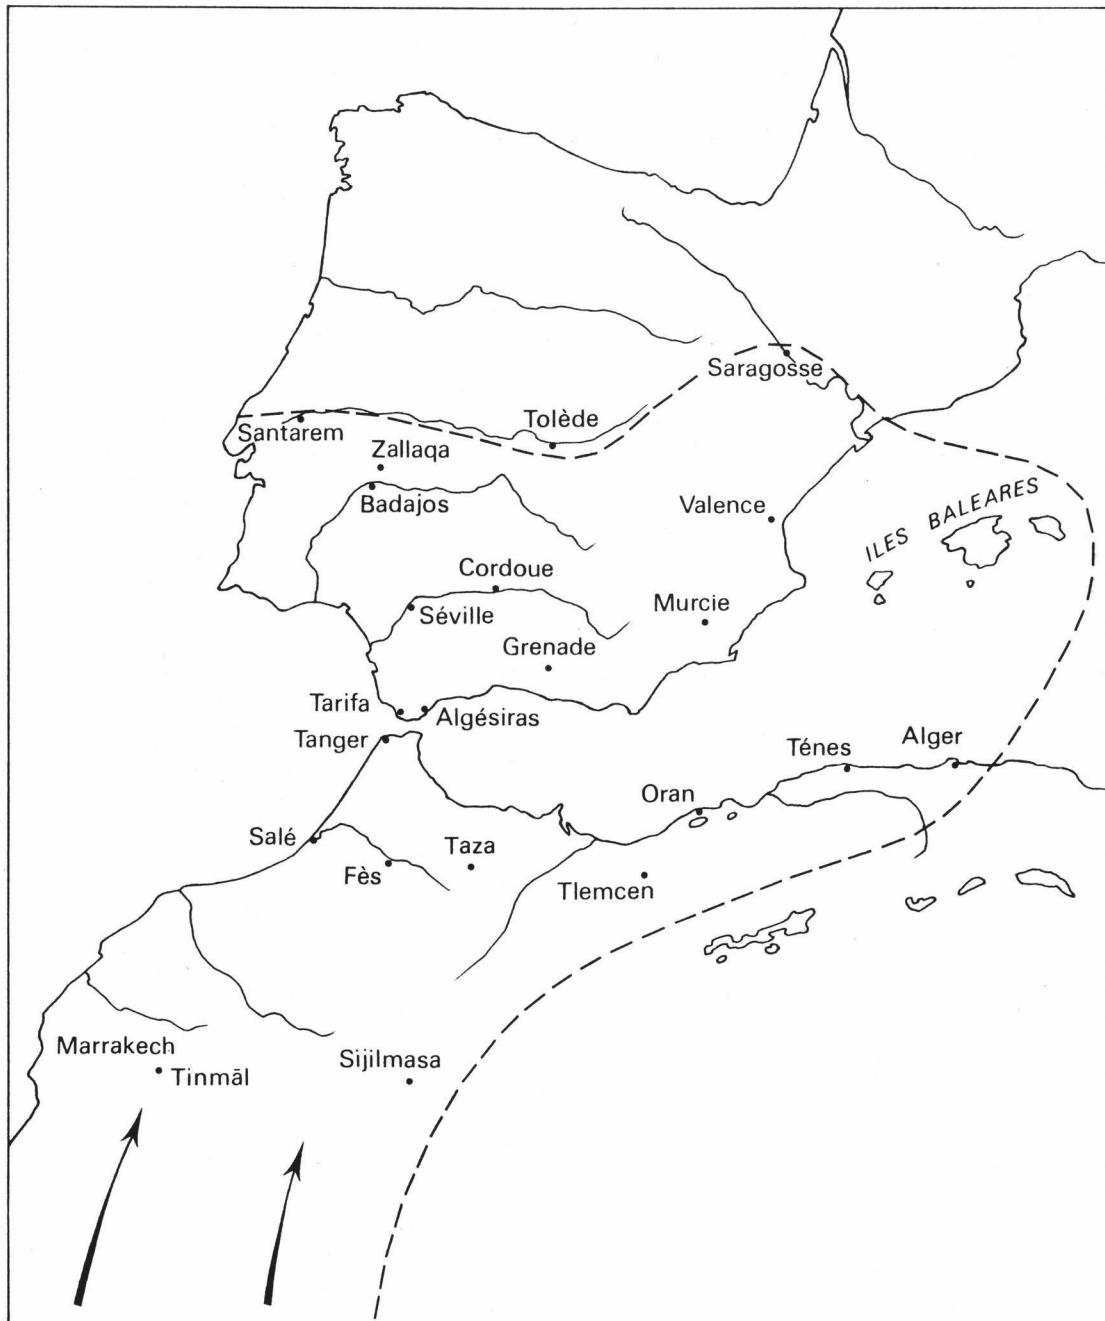 Saragosse
Santarem
Tolède
Zallaqa
Badajos
Valence
ILES BALEARES
Cordoue
Séville
Murcie
Grenade
Tarifa
Algésiras
Tanger
Ténes
Alger
Oran
Salé
Fès
Taza
Tlemcen
Marrakech
Tinmāl
Sijilmasa